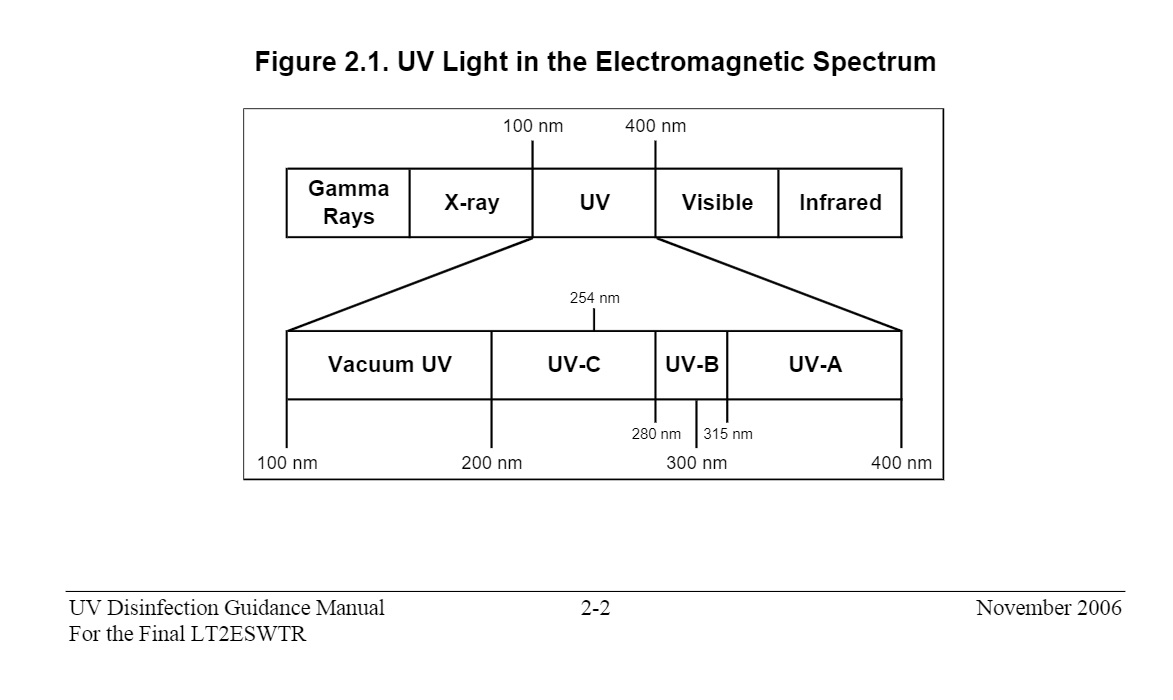 Figure 2.1. UV Light in the Electromagnetic Spectrum
100 nm 400 nm
Gamma
Rays
X-ray
UV
Visible
Infrared
254 nm
Vacuum UV
UV-C
UV-B
UV-A
280 nm 315 nm
100 nm 200 nm 300 nm 400 nm
UV Disinfection Guidance Manual 2-2 November 2006
For the Final LT2ESWTR